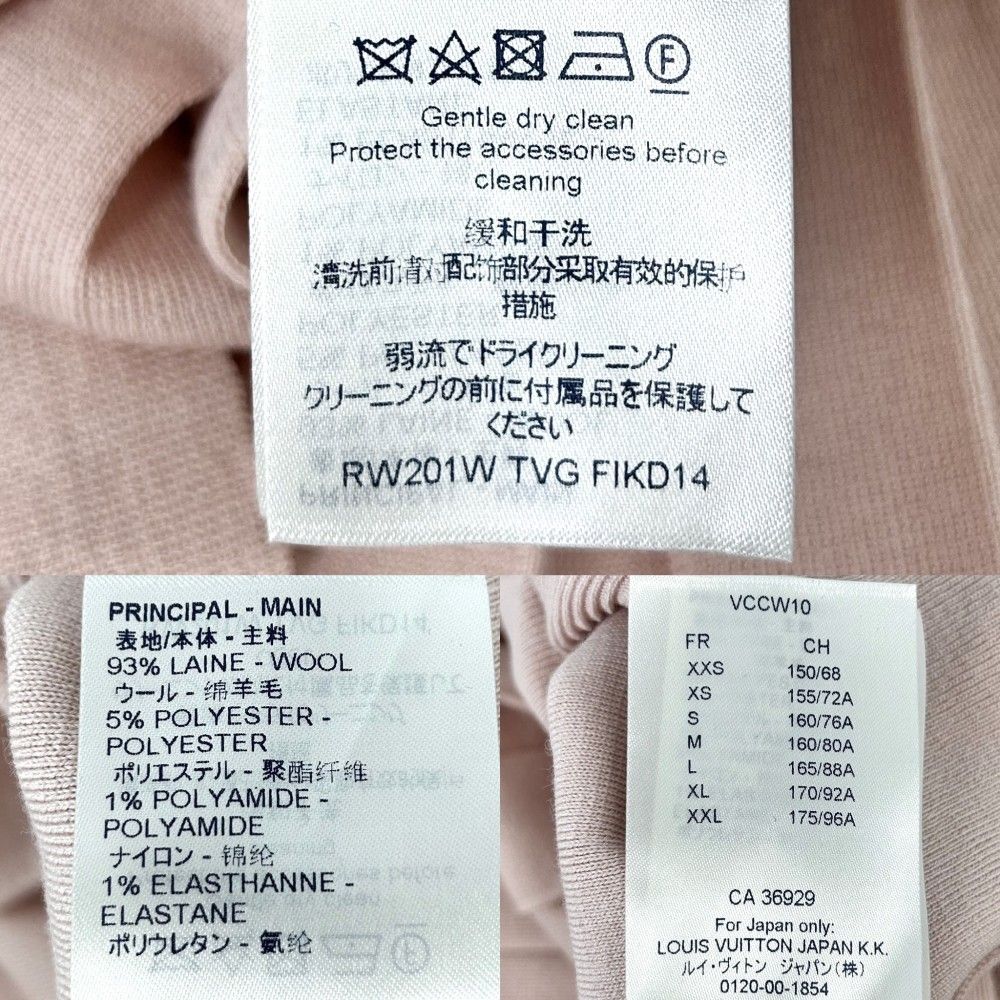 F
Gentle dry clean
Protect the accessories before
cleaning
缓和干洗
清洗前请对配饰部分采取有效的保护
措施
弱流でドライクリーニング
クリーニングの前に付属品を保護して
ください
RW201W TVG FIKD14
PRINCIPAL - MAIN
表地/本体 - 主料
93% LAINE - WOOL
ウール - 绵羊毛
5% POLYESTER -
POLYESTER
ポリエステル - 聚酯纤维
1% POLYAMIDE -
POLYAMIDE
ナイロン - 锦纶
1% ELASTHANNE -
ELASTANE
ポリウレタン - 氨纶
VCCW10
FR CH
XXS 150/68
XS 155/72A
S 160/76A
M 160/80A
L 165/88A
XL 170/92A
XXL 175/96A
CA 36929
For Japan only:
LOUIS VUITTON JAPAN K.K.
ルイ・ヴィトン ジャパン(株)
0120-00-1854